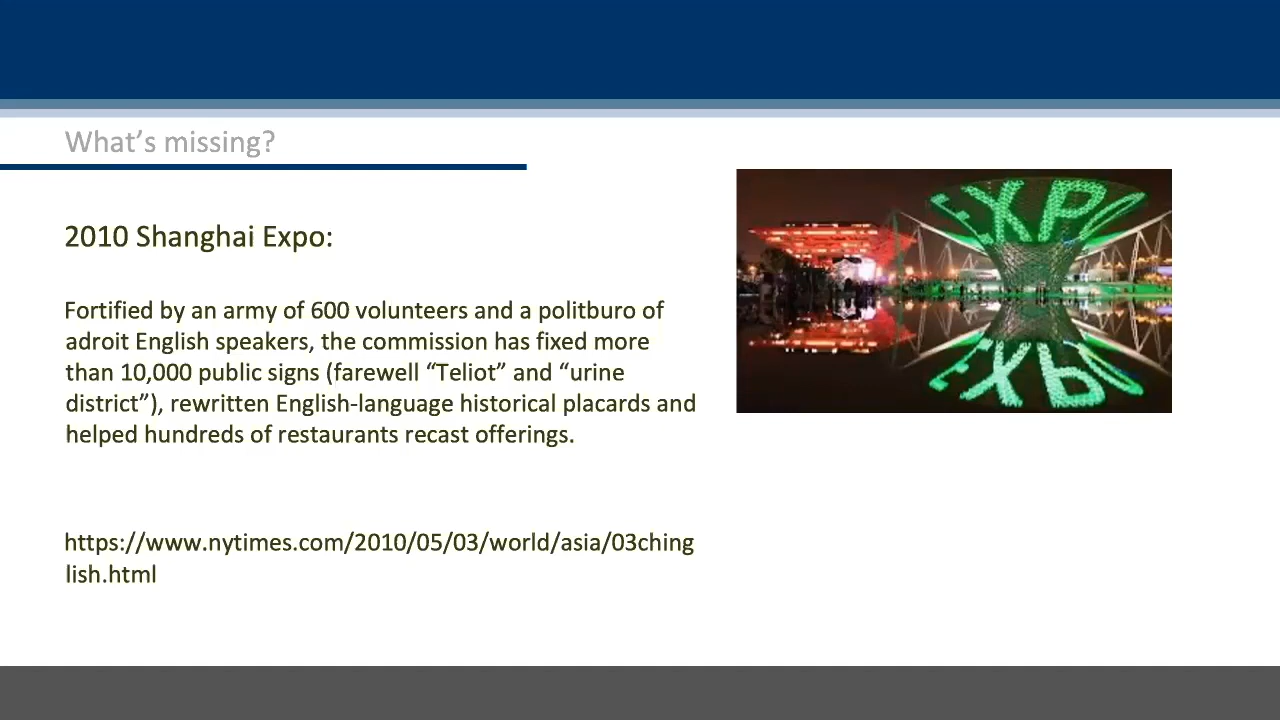 What’s missing?
2010 Shanghai Expo:
Fortified by an army of 600 volunteers and a politburo of
adroit English speakers, the commission has fixed more
than 10,000 public signs (farewell “Teliot” and “urine
district”), rewritten English-language historical placards and
helped hundreds of restaurants recast offerings.
https://www.nytimes.com/2010/05/03/world/asia/03ching
lish.html
EXPO
EXPO